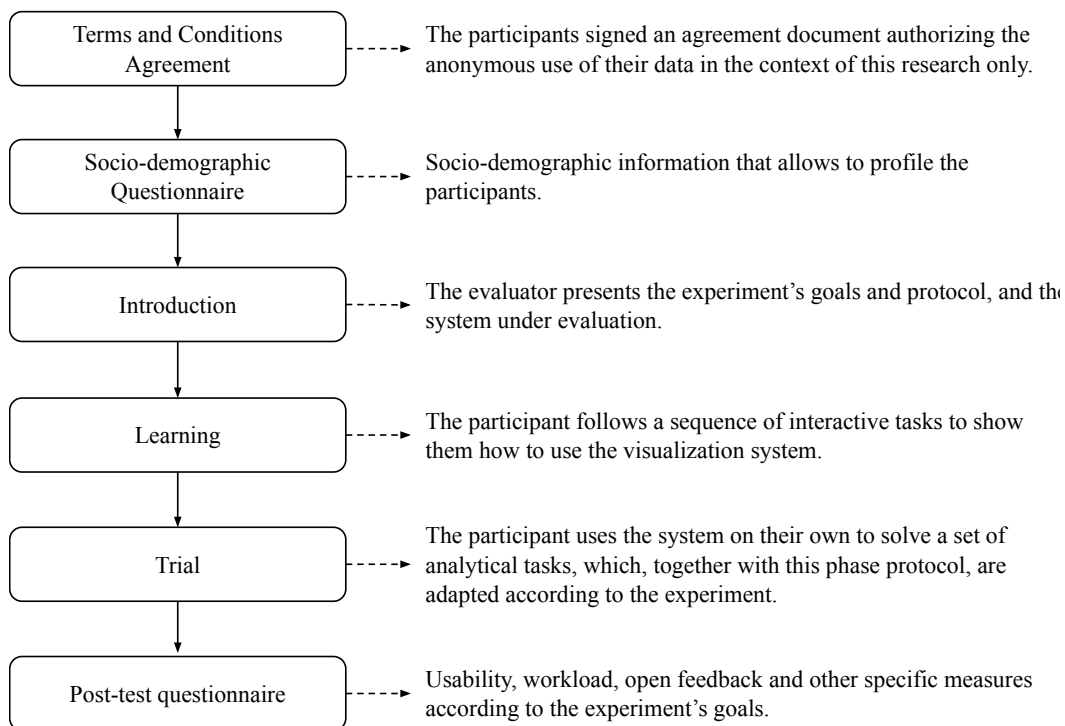 Terms and Conditions
Agreement
The participants signed an agreement document authorizing the
anonymous use of their data in the context of this research only.
Socio-demographic
Questionnaire
Socio-demographic information that allows to profile the
participants.
Introduction
The evaluator presents the experiment’s goals and protocol, and the
system under evaluation.
Learning
The participant follows a sequence of interactive tasks to show
them how to use the visualization system.
Trial
The participant uses the system on their own to solve a set of
analytical tasks, which, together with this phase protocol, are
adapted according to the experiment.
Post-test questionnaire
Usability, workload, open feedback and other specific measures
according to the experiment’s goals.